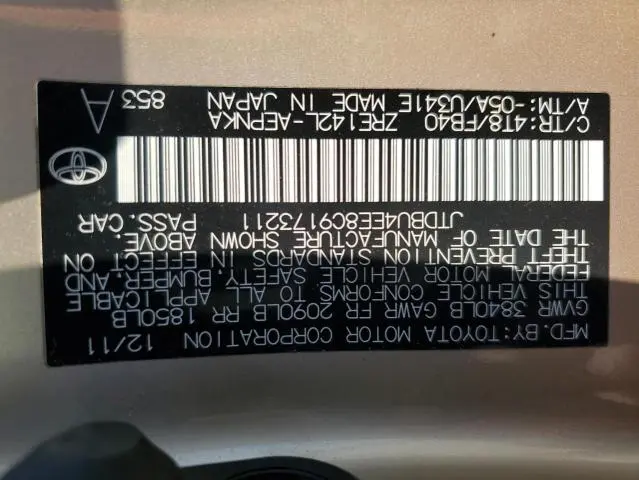 MFD. BY: TOYOTA MOTOR CORPORATION 12/11
GVWR 3840LB GAWR FR 2090LB RR 1850LB
THIS VEHICLE CONFORMS TO ALL APPLICABLE
FEDERAL MOTOR VEHICLE SAFETY, BUMPER, AND
THEFT PREVENTION STANDARDS IN EFFECT ON
THE DATE OF MANUFACTURE SHOWN ABOVE.
JTDBU4EE8C9173211 PASS. CAR
C/TR: 4T8/FB40 ZRE142L-AEPNKA 853 A
A/TM: -05A/U341E MADE IN JAPAN